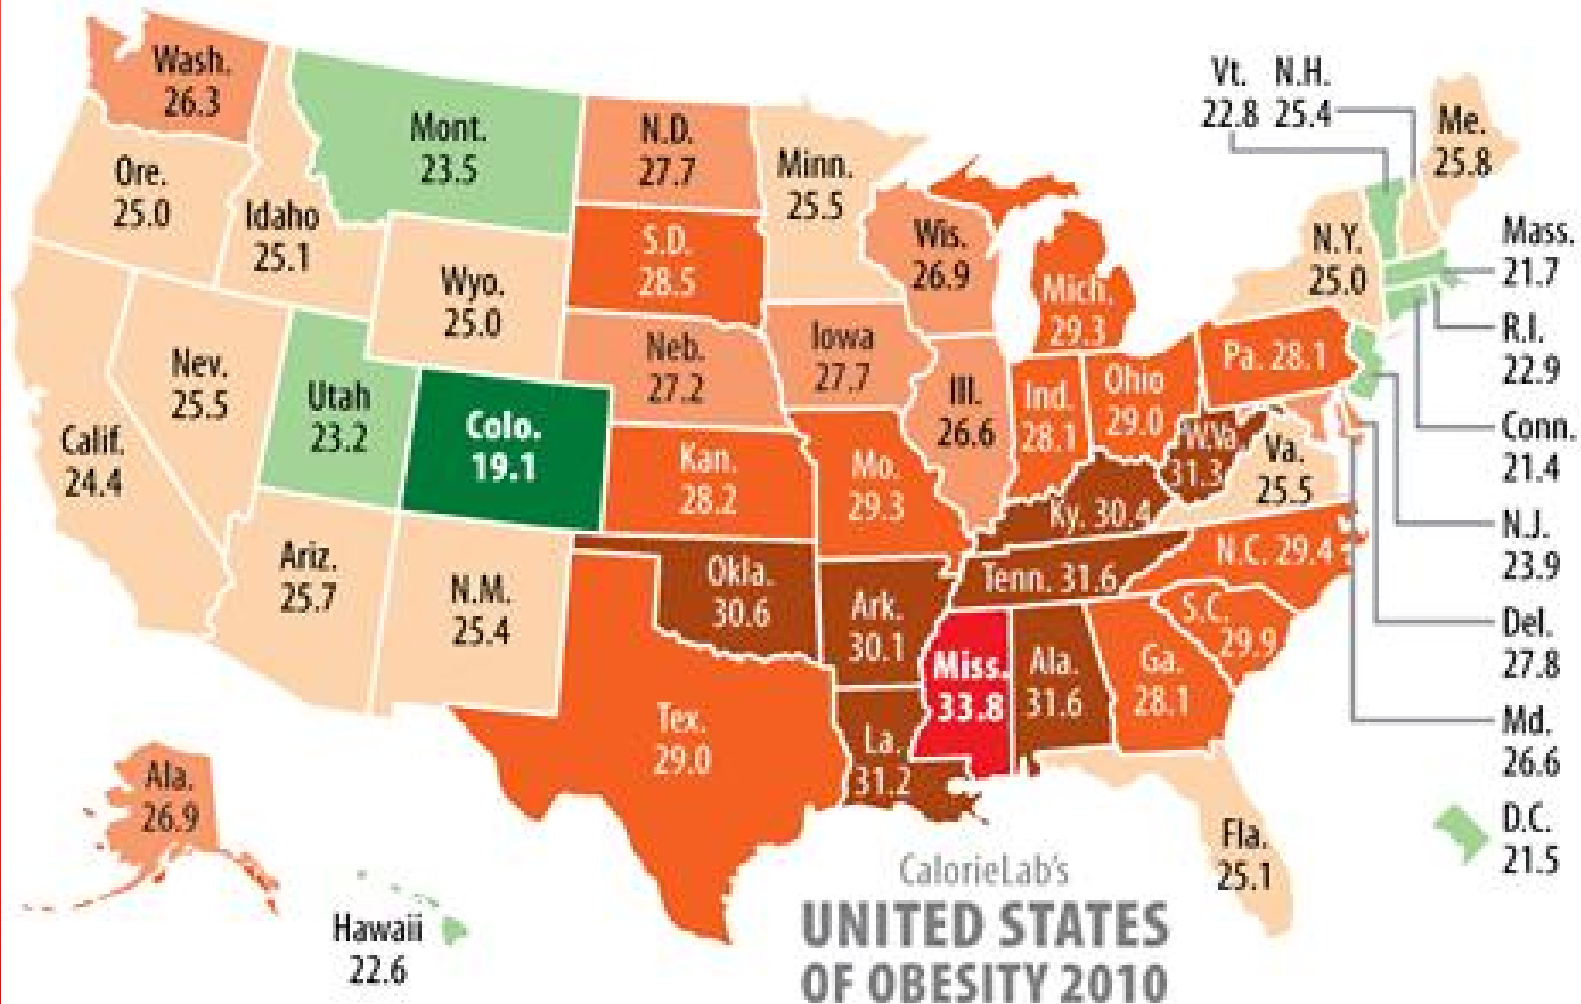 Wash.
26.3
Mont.
23.5
N.D.
27.7
Minn.
25.5
Vt. N.H.
22.8 25.4
Me.
25.8
Ore.
25.0
Idaho
25.1
Wyo.
25.0
S.D.
28.5
Wis.
26.9
Mich.
29.3
N.Y.
25.0
Mass.
21.7
R.I.
22.9
Conn.
21.4
N.J.
23.9
Del.
27.8
Md.
26.6
D.C.
21.5
Nev.
25.5
Utah
23.2
Colo.
19.1
Neb.
27.2
Iowa
27.7
Ill.
26.6
Ind.
28.1
Ohio
29.0
Pa. 28.1
Calif.
24.4
Kan.
28.2
Mo.
29.3
W.Va.
31.3
Va.
25.5
Ky. 30.4
Ariz.
25.7
N.M.
25.4
Okla.
30.6
Ark.
30.1
Tenn. 31.6
N.C. 29.4
S.C.
29.9
Tex.
29.0
La.
31.2
Miss.
33.8
Ala.
31.6
Ga.
28.1
Fla.
25.1
Ala.
26.9
Hawaii
22.6
CalorieLab's
UNITED STATES
OF OBESITY 2010